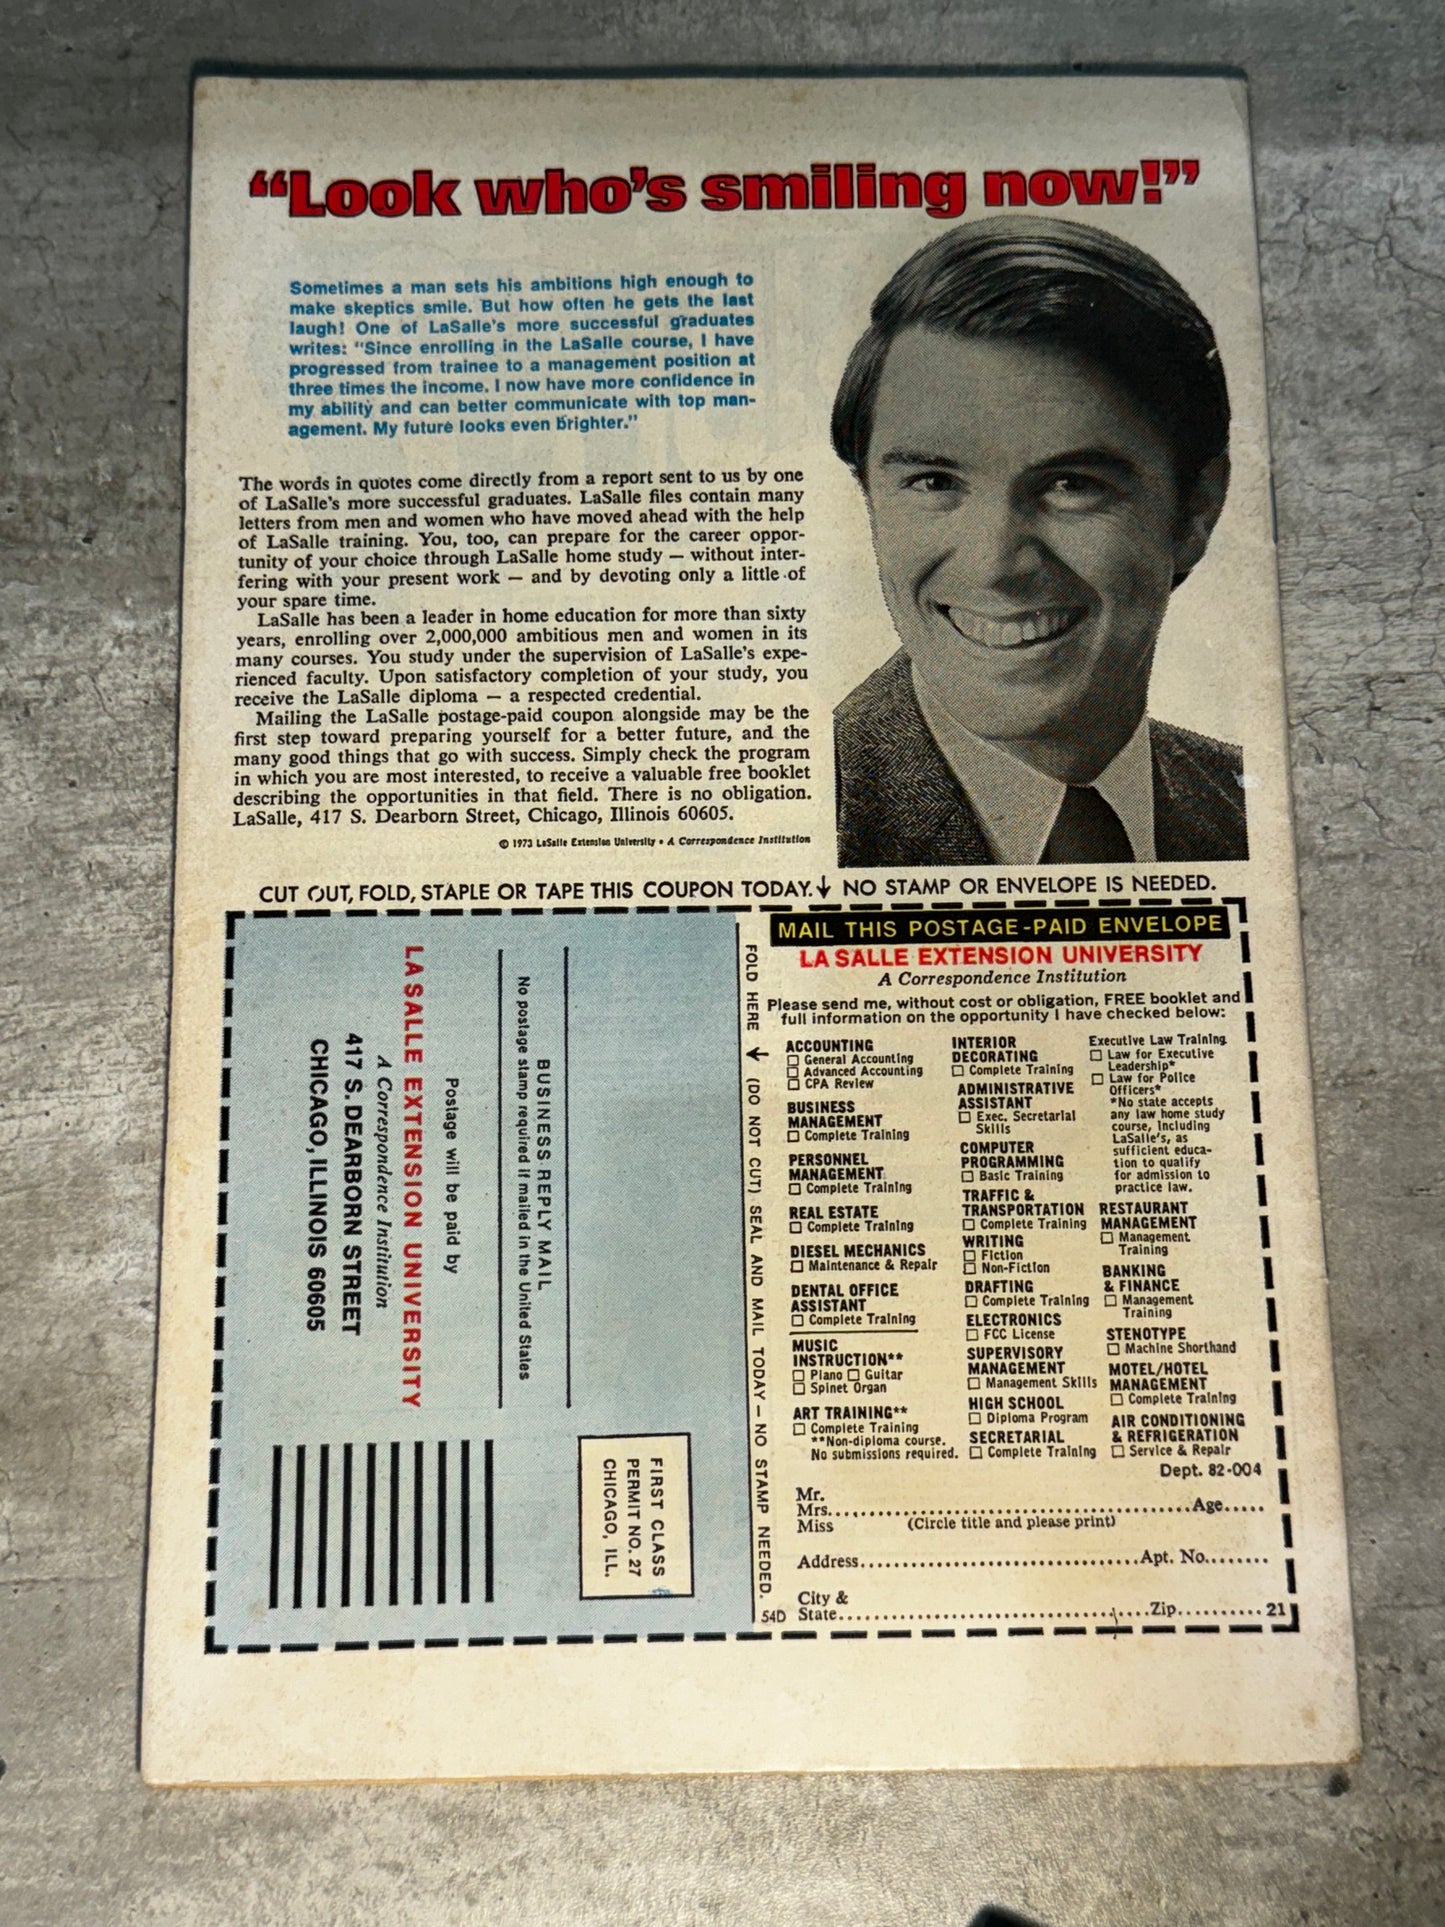 “Look who’s smiling now!”
Sometimes a man sets his ambitions high enough to
make skeptics smile. But how often he gets the last
laugh! One of LaSalle's more successful graduates
writes: "Since enrolling in the LaSalle course, I have
progressed from trainee to a management position at
three times the income. I now have more confidence in
my ability and can better communicate with top man-
agement. My future looks even brighter."
The words in quotes come directly from a report sent to us by one
of LaSalle's more successful graduates. LaSalle files contain many
letters from men and women who have moved ahead with the help
of LaSalle training. You, too, can prepare for the career oppor-
tunity of your choice through LaSalle home study — without inter-
fering with your present work — and by devoting only a little of
your spare time.
LaSalle has been a leader in home education for more than sixty
years, enrolling over 2,000,000 ambitious men and women in its
many courses. You study under the supervision of LaSalle's expe-
rienced faculty. Upon satisfactory completion of your study, you
receive the LaSalle diploma — a respected credential.
Mailing the LaSalle postage-paid coupon alongside may be the
first step toward preparing yourself for a better future, and the
many good things that go with success. Simply check the program
in which you are most interested, to receive a valuable free booklet
describing the opportunities in that field. There is no obligation.
LaSalle, 417 S. Dearborn Street, Chicago, Illinois 60605.
© 1973 LaSalle Extension University • A Correspondence Institution
CUT OUT, FOLD, STAPLE OR TAPE THIS COUPON TODAY. ↓ NO STAMP OR ENVELOPE IS NEEDED.
FIRST CLASS
PERMIT NO. 27
CHICAGO, ILL.
BUSINESS REPLY MAIL
No postage stamp required if mailed in the United States
Postage will be paid by
LA SALLE EXTENSION UNIVERSITY
A Correspondence Institution
417 S. DEARBORN STREET
CHICAGO, ILLINOIS 60605
FOLD HERE ↓ (DO NOT CUT) SEAL AND MAIL TODAY — NO STAMP NEEDED.
MAIL THIS POSTAGE-PAID ENVELOPE
LA SALLE EXTENSION UNIVERSITY
A Correspondence Institution
Please send me, without cost or obligation, FREE booklet and
full information on the opportunity I have checked below:
ACCOUNTING
☐ General Accounting
☐ Advanced Accounting
☐ CPA Review
BUSINESS
MANAGEMENT
☐ Complete Training
PERSONNEL
MANAGEMENT
☐ Complete Training
REAL ESTATE
☐ Complete Training
DIESEL MECHANICS
☐ Maintenance & Repair
DENTAL OFFICE
ASSISTANT
☐ Complete Training
MUSIC
INSTRUCTION**
☐ Piano ☐ Guitar
☐ Spinet Organ
ART TRAINING**
☐ Complete Training
**Non-diploma course.
No submissions required.
INTERIOR
DECORATING
☐ Complete Training
ADMINISTRATIVE
ASSISTANT
☐ Exec. Secretarial
Skills
COMPUTER
PROGRAMMING
☐ Basic Training
TRAFFIC &
TRANSPORTATION
☐ Complete Training
WRITING
☐ Fiction
☐ Non-Fiction
DRAFTING
☐ Complete Training
ELECTRONICS
☐ FCC License
SUPERVISORY
MANAGEMENT
☐ Management Skills
HIGH SCHOOL
☐ Diploma Program
SECRETARIAL
☐ Complete Training
Executive Law Training
☐ Law for Executive
Leadership*
☐ Law for Police
Officers*
*No state accepts
any law home study
course, including
LaSalle's, as
sufficient educa-
tion to qualify
for admission to
practice law.
RESTAURANT
MANAGEMENT
☐ Management
Training
BANKING
& FINANCE
☐ Management
Training
STENOTYPE
☐ Machine Shorthand
MOTEL/HOTEL
MANAGEMENT
☐ Complete Training
AIR CONDITIONING
& REFRIGERATION
☐ Service & Repair
Dept. 82-004
Mr.
Mrs. Age
Miss (Circle title and please print)
Address Apt. No.
City &
54D State Zip 21